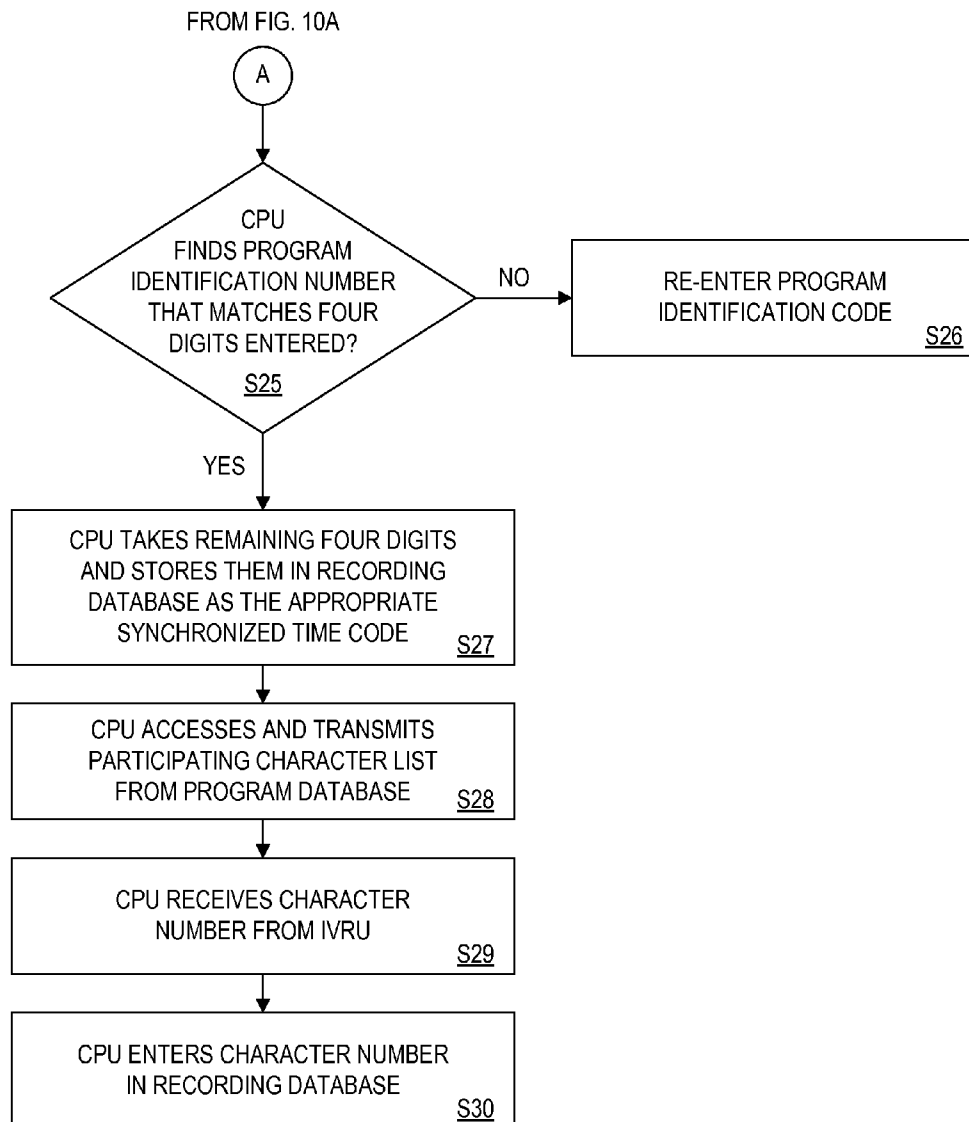 FROM FIG. 10A
A
CPU
FINDS PROGRAM
IDENTIFICATION NUMBER
THAT MATCHES FOUR
DIGITS ENTERED?
S25
NO
RE-ENTER PROGRAM
IDENTIFICATION CODE
S26
YES
CPU TAKES REMAINING FOUR DIGITS
AND STORES THEM IN RECORDING
DATABASE AS THE APPROPRIATE
SYNCHRONIZED TIME CODE
S27
CPU ACCESSES AND TRANSMITS
PARTICIPATING CHARACTER LIST
FROM PROGRAM DATABASE
S28
CPU RECEIVES CHARACTER
NUMBER FROM IVRU
S29
CPU ENTERS CHARACTER NUMBER
IN RECORDING DATABASE
S30